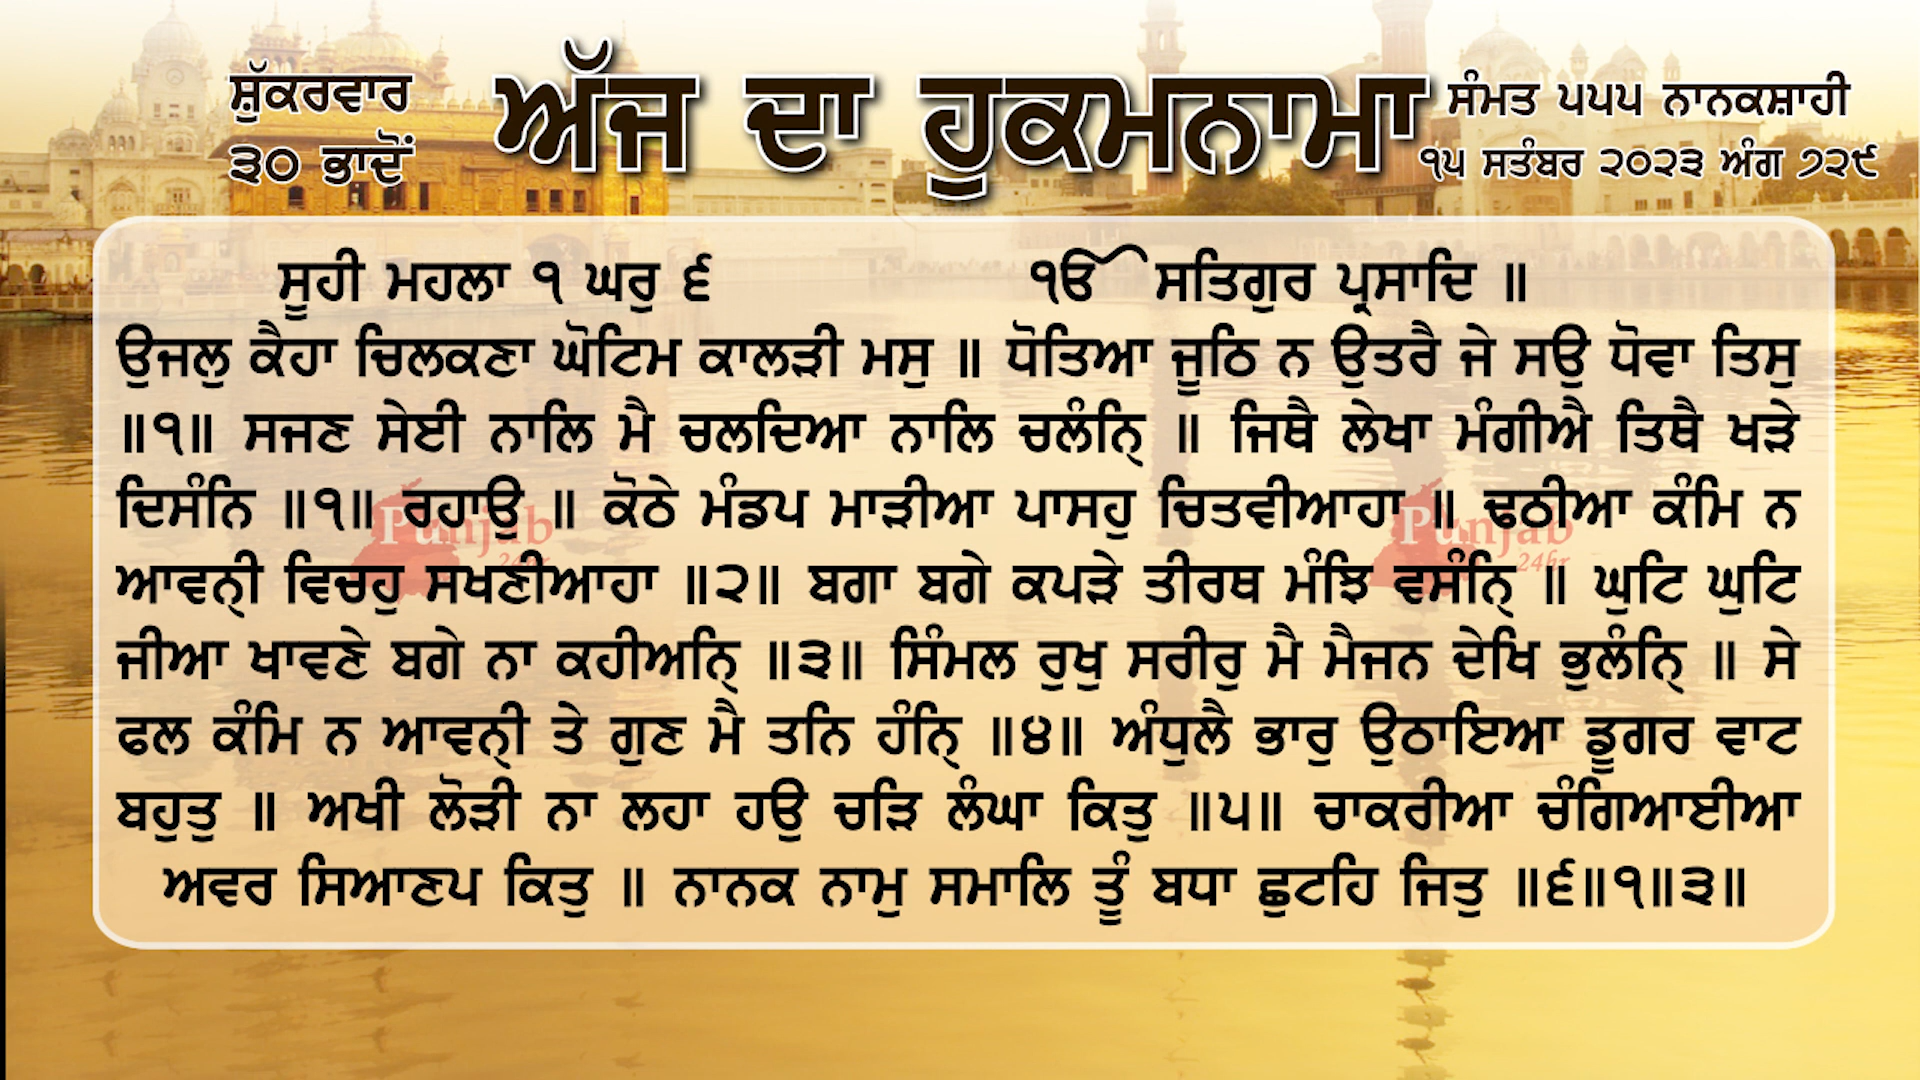 ਸ਼ੁੱਕਰਵਾਰ
੩੦ ਭਾਦੋਂ
ਅੱਜ ਦਾ ਹੁਕਮਨਾਮਾ
ਸੰਮਤ ੫੫੫ ਨਾਨਕਸ਼ਾਹੀ
੧੫ ਸਤੰਬਰ ੨੦੨੩ ਅੰਗ ੭੨੯
ਸੂਹੀ ਮਹਲਾ ੧ ਘਰੁ ੬ ੴ ਸਤਿਗੁਰ ਪ੍ਰਸਾਦਿ ॥
ਉਜਲੁ ਕੈਹਾ ਚਿਲਕਣਾ ਘੋਟਿਮ ਕਾਲੜੀ ਮਸੁ ॥ ਧੋਤਿਆ ਜੂਠਿ ਨ ਉਤਰੈ ਜੇ ਸਉ ਧੋਵਾ ਤਿਸੁ
॥੧॥ ਸਜਣ ਸੇਈ ਨਾਲਿ ਮੈ ਚਲਦਿਆ ਨਾਲਿ ਚਲੰਨਿੑ ॥ ਜਿਥੈ ਲੇਖਾ ਮੰਗੀਐ ਤਿਥੈ ਖੜੇ
ਦਿਸੰਨਿ ॥੧॥ ਰਹਾਉ ॥ ਕੋਠੇ ਮੰਡਪ ਮਾੜੀਆ ਪਾਸਹੁ ਚਿਤਵੀਆਹਾ ॥ ਢਠੀਆ ਕੰਮਿ ਨ
ਆਵਨੑੀ ਵਿਚਹੁ ਸਖਣੀਆਹਾ ॥੨॥ ਬਗਾ ਬਗੇ ਕਪੜੇ ਤੀਰਥ ਮੰਝਿ ਵਸੰਨਿੑ ॥ ਘੁਟਿ ਘੁਟਿ
ਜੀਆ ਖਾਵਣੇ ਬਗੇ ਨਾ ਕਹੀਅਨਿੑ ॥੩॥ ਸਿੰਮਲ ਰੁਖੁ ਸਰੀਰੁ ਮੈ ਮੈਜਨ ਦੇਖਿ ਭੁਲੰਨਿੑ ॥ ਸੇ
ਫਲ ਕੰਮਿ ਨ ਆਵਨੑੀ ਤੇ ਗੁਣ ਮੈ ਤਨਿ ਹੰਨਿੑ ॥੪॥ ਅੰਧੁਲੈ ਭਾਰੁ ਉਠਾਇਆ ਡੂਗਰ ਵਾਟ
ਬਹੁਤੁ ॥ ਅਖੀ ਲੋੜੀ ਨਾ ਲਹਾ ਹਉ ਚੜਿ ਲੰਘਾ ਕਿਤੁ ॥੫॥ ਚਾਕਰੀਆ ਚੰਗਿਆਈਆ
ਅਵਰ ਸਿਆਣਪ ਕਿਤੁ ॥ ਨਾਨਕ ਨਾਮੁ ਸਮਾਲਿ ਤੂੰ ਬਧਾ ਛੁਟਹਿ ਜਿਤੁ ॥੬॥੧॥੩॥
Punjab
24hr
Punjab
24hr